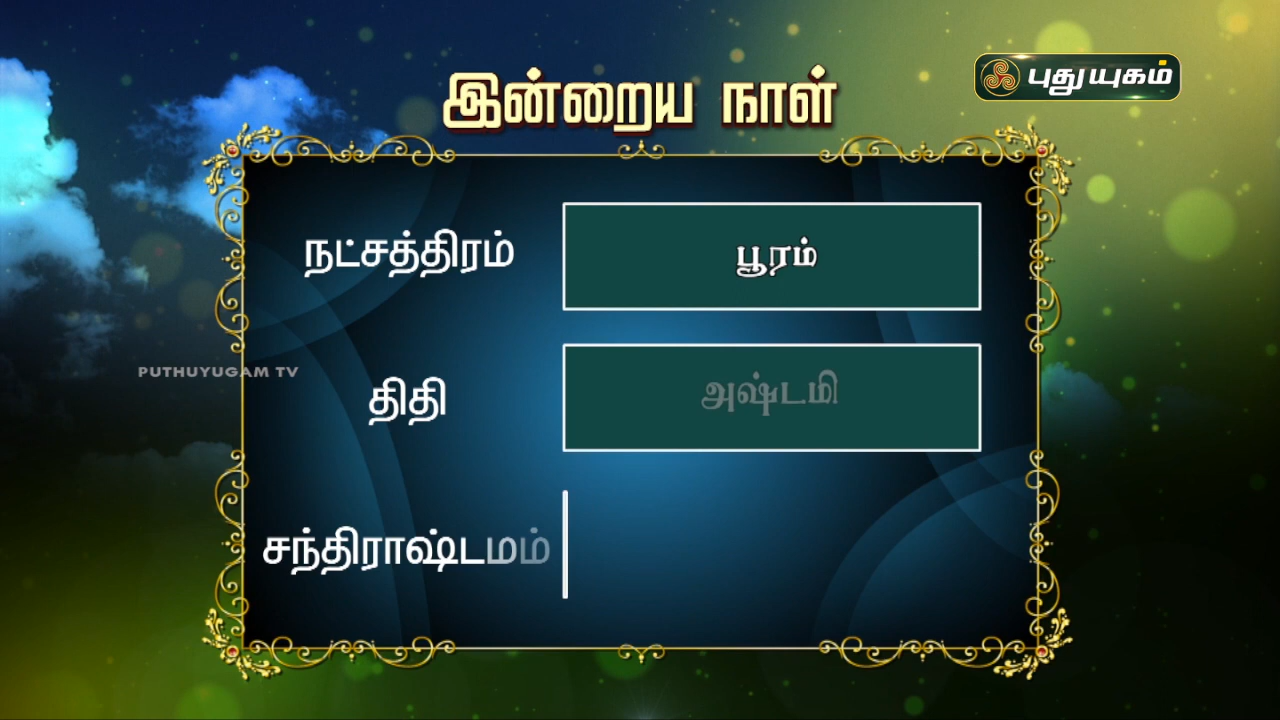 இன்றைய நாள்
புதுயுகம்
நட்சத்திரம்
பூரம்
PUTHUYUGAM TV
திதி
அஷ்டமி
சந்திராஷ்டமம்